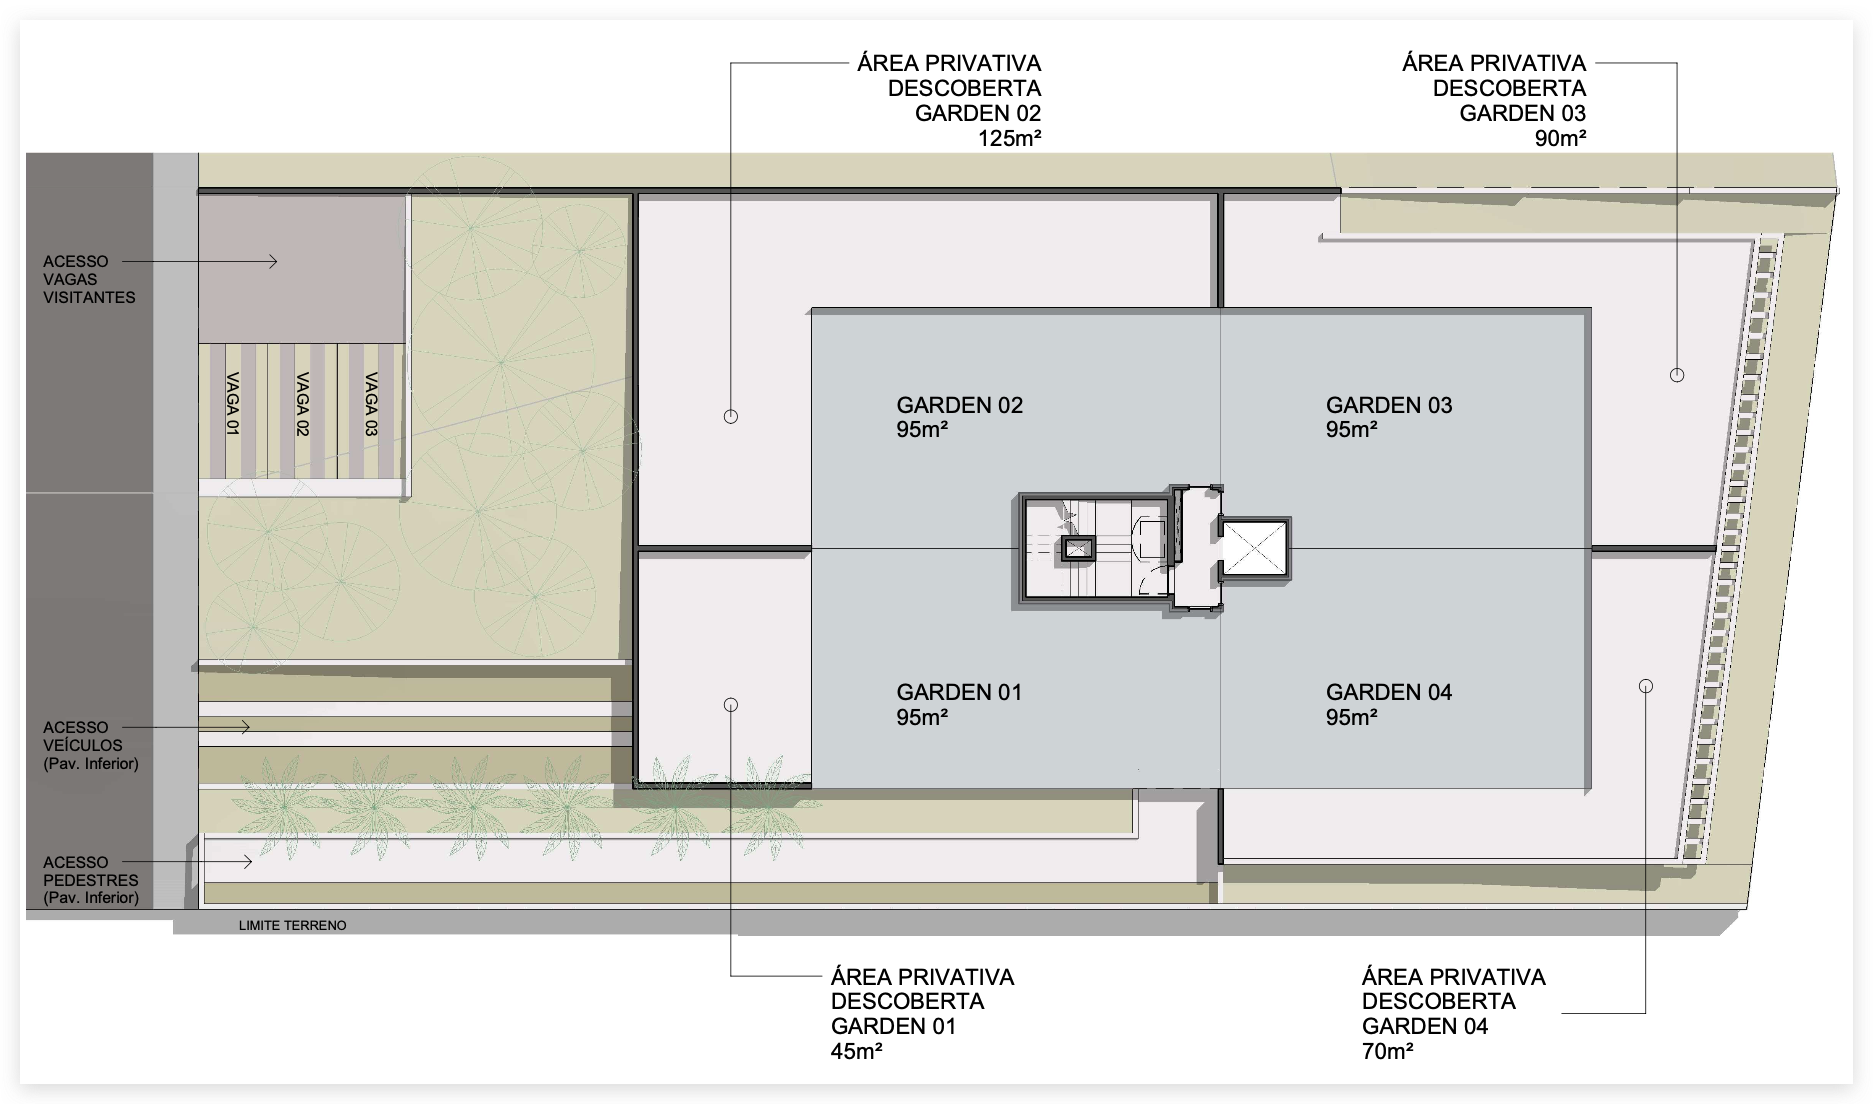 ÁREA PRIVATIVA
DESCOBERTA
GARDEN 02
125m²
ÁREA PRIVATIVA
DESCOBERTA
GARDEN 03
90m²
ACESSO
VAGAS
VISITANTES
VAGA 01
VAGA 02
VAGA 03
GARDEN 02
95m²
GARDEN 03
95m²
GARDEN 01
95m²
GARDEN 04
95m²
ACESSO
VEÍCULOS
(Pav. Inferior)
ACESSO
PEDESTRES
(Pav. Inferior)
LIMITE TERRENO
ÁREA PRIVATIVA
DESCOBERTA
GARDEN 01
45m²
ÁREA PRIVATIVA
DESCOBERTA
GARDEN 04
70m²